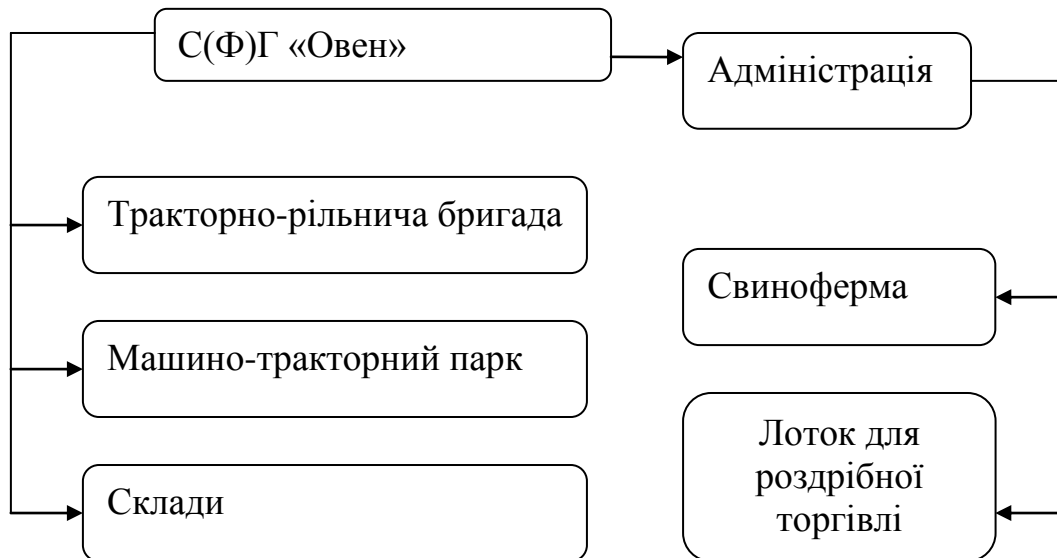 С(Ф)Г «Овен»
Адміністрація
Тракторно-рільнича бригада
Свиноферма
Машино-тракторний парк
Лоток для
роздрібної
торгівлі
Склади